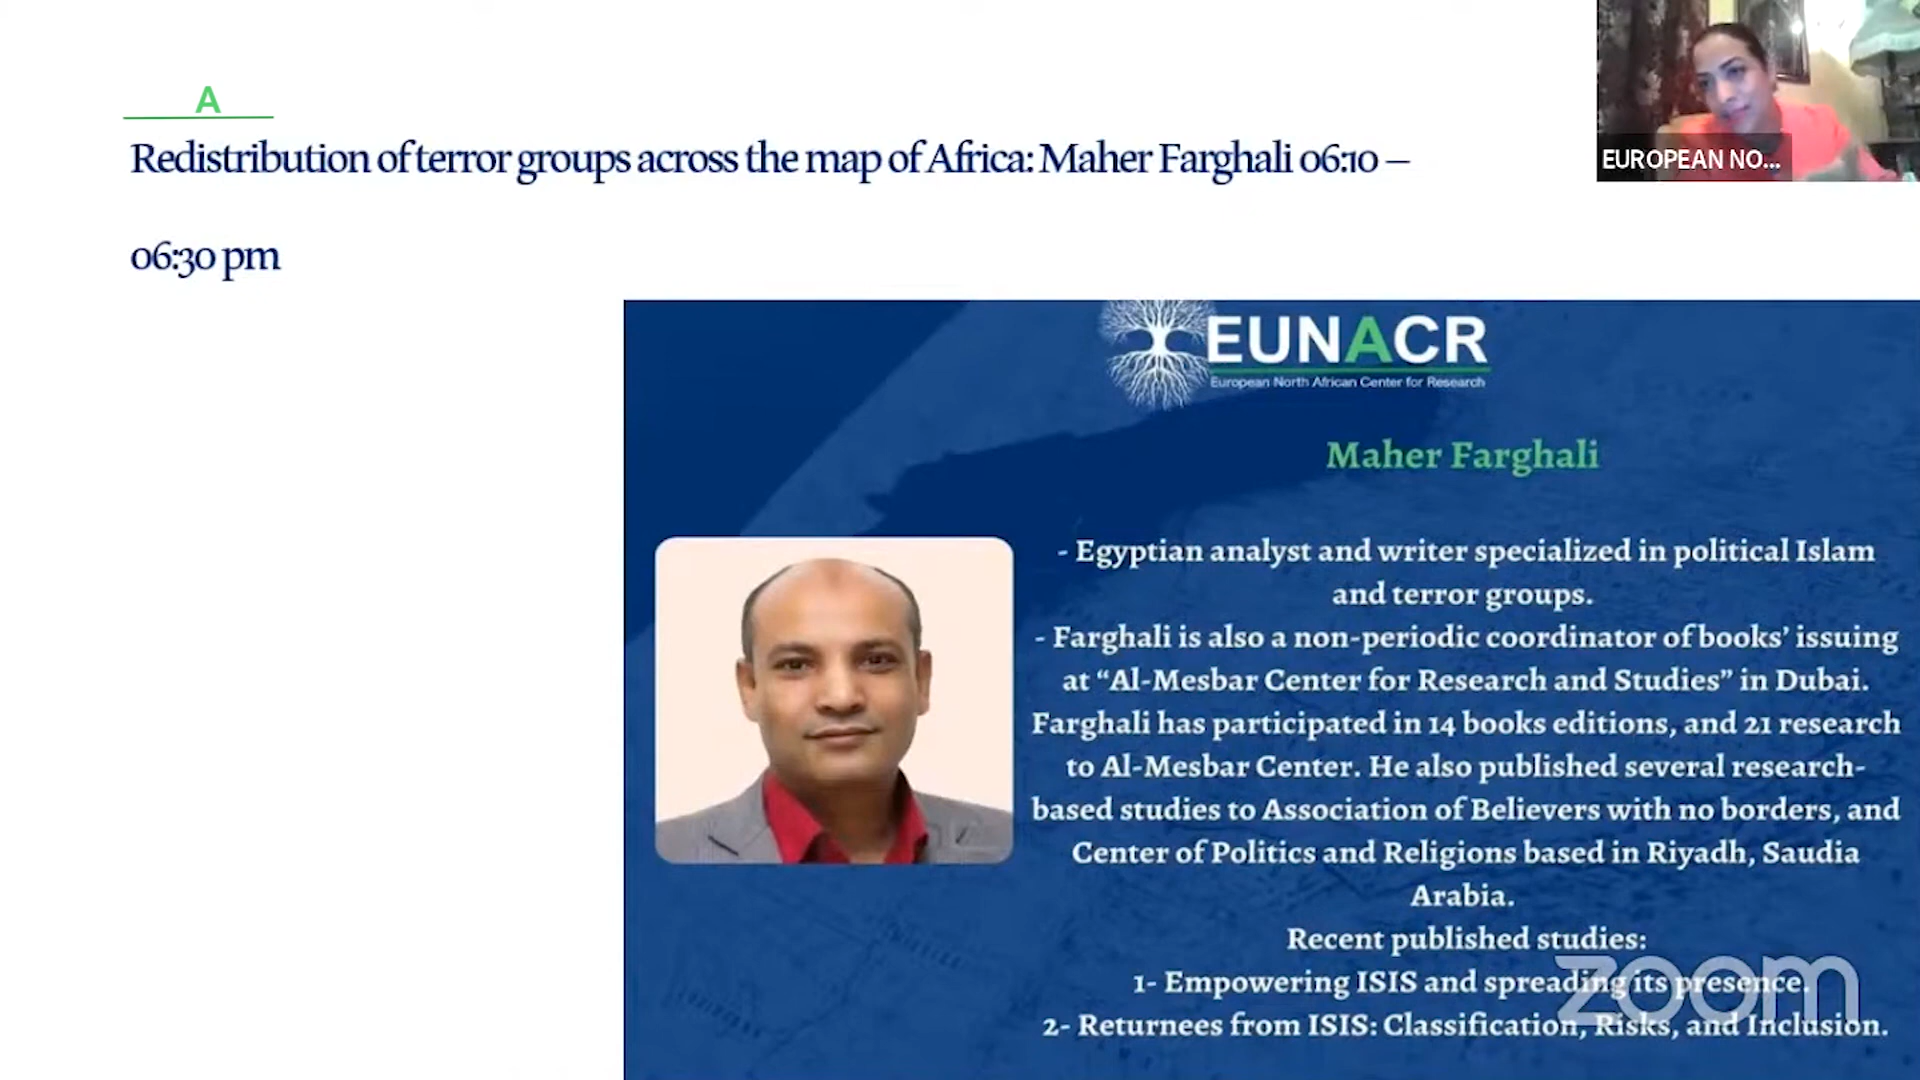 A
Redistribution of terror groups across the map of Africa: Maher Farghali 06:10 –
06:30 pm
EUROPEAN NO...
EUNACR
European North African Center for Research
Maher Farghali
- Egyptian analyst and writer specialized in political Islam
and terror groups.
- Farghali is also a non-periodic coordinator of books’ issuing
at “Al-Mesbar Center for Research and Studies” in Dubai.
Farghali has participated in 14 books editions, and 21 research
to Al-Mesbar Center. He also published several research-
based studies to Association of Believers with no borders, and
Center of Politics and Religions based in Riyadh, Saudia
Arabia.
Recent published studies:
1- Empowering ISIS and spreading its presence.
2- Returnees from ISIS: Classification, Risks, and Inclusion.
zoom